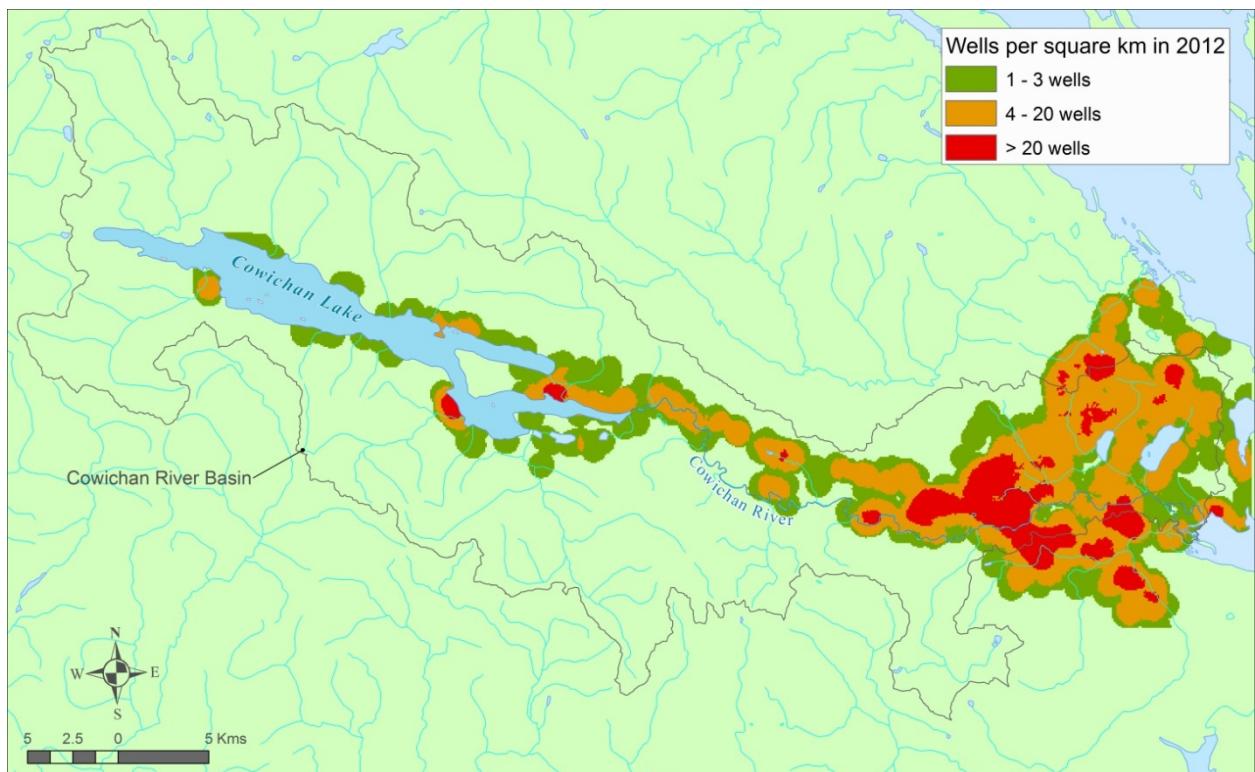 Wells per square km in 2012
1 - 3 wells
4 - 20 wells
> 20 wells
Cowichan Lake
Cowichan River Basin
Cowichan River
N
W E
S
5 2.5 0 5 Kms